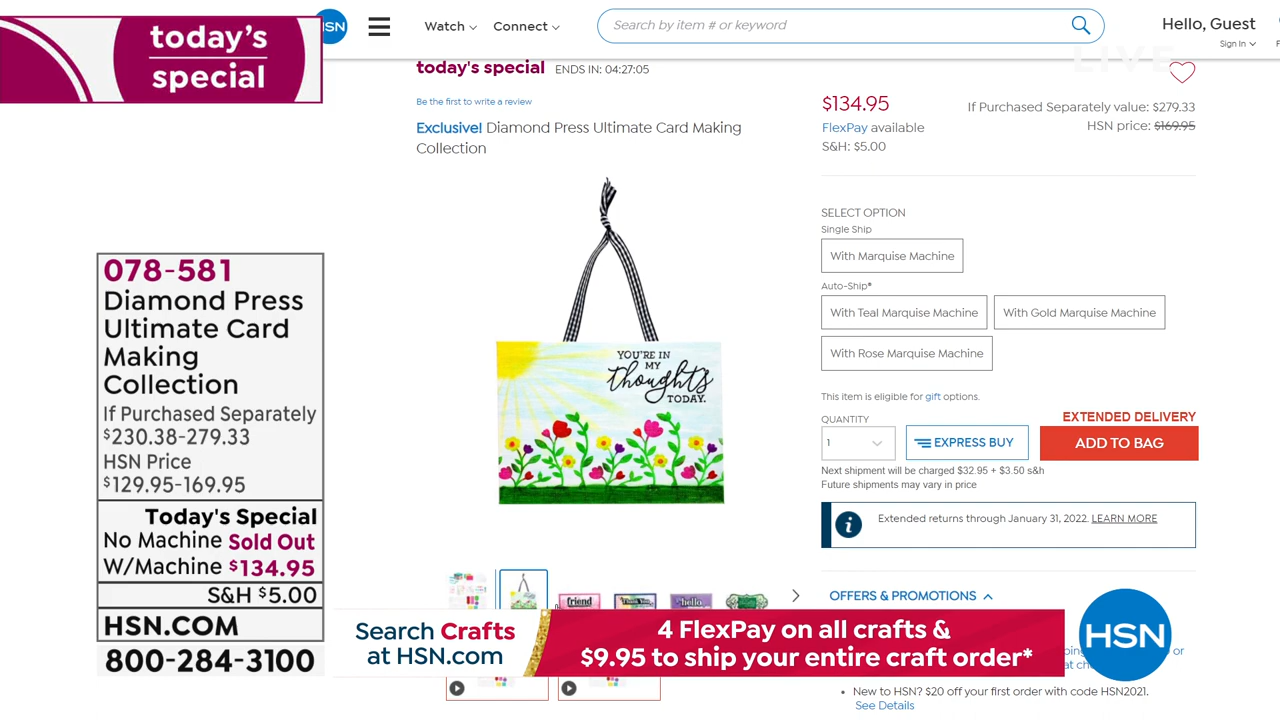 today's
special
HSN
Watch
Connect
Search by item # or keyword
Hello, Guest
Sign In
LIVE
today's special ENDS IN: 04:27:05
Be the first to write a review
Exclusive! Diamond Press Ultimate Card Making
Collection
$134.95
FlexPay available
S&H: $5.00
If Purchased Separately value: $279.33
HSN price: $169.95
YOU'RE IN
MY
thoughts
TODAY.
SELECT OPTION
Single Ship
With Marquise Machine
Auto-Ship®
With Teal Marquise Machine
With Gold Marquise Machine
With Rose Marquise Machine
This item is eligible for gift options.
QUANTITY
1
EXPRESS BUY
EXTENDED DELIVERY
ADD TO BAG
Next shipment will be charged $32.95 + $3.50 s&h
Future shipments may vary in price
Extended returns through January 31, 2022. LEARN MORE
OFFERS & PROMOTIONS
New to HSN? $20 off your first order with code HSN2021.
See Details
078-581
Diamond Press
Ultimate Card
Making
Collection
If Purchased Separately
$230.38-279.33
HSN Price
$129.95-169.95
Today's Special
No Machine Sold Out
W/Machine $134.95
S&H $5.00
HSN.COM
800-284-3100
friend
Thank You
hello
Search Crafts
at HSN.com
4 FlexPay on all crafts &
$9.95 to ship your entire craft order*
HSN